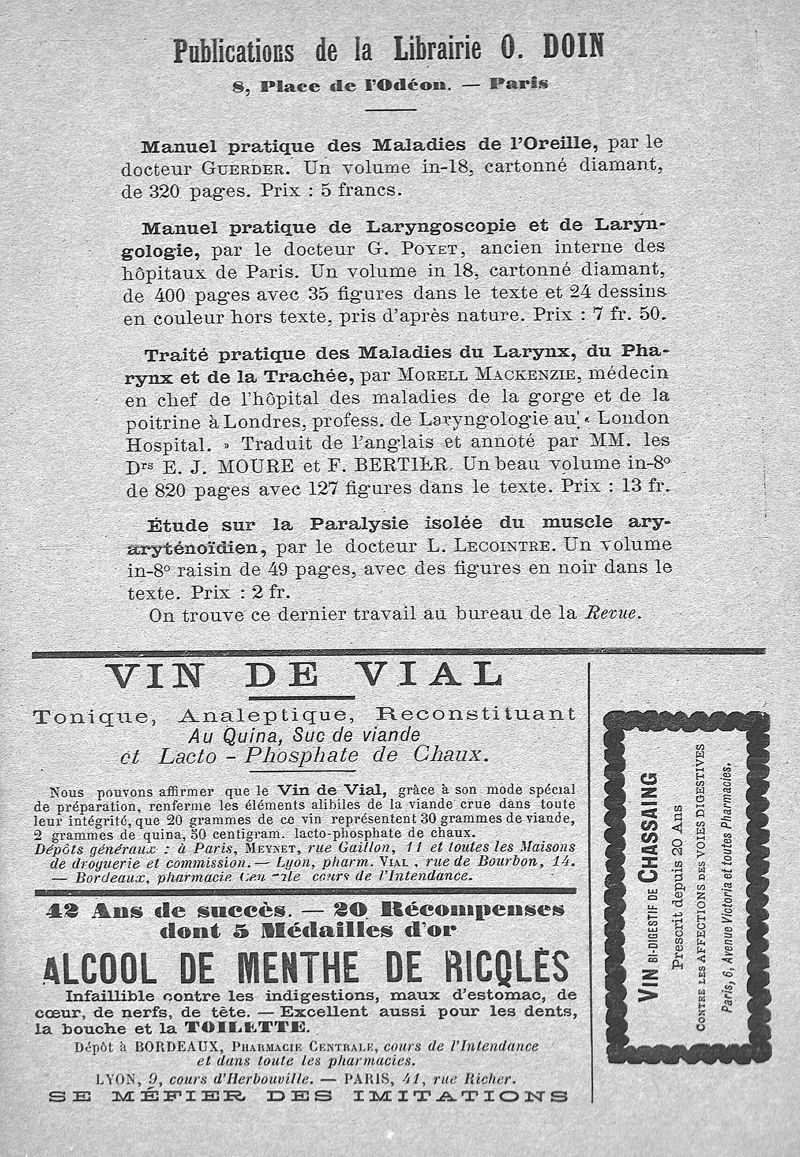 Publications de la Librairie O. DOIN
8, Place de l'Odéon. — Paris
Manuel pratique des Maladies de l'Oreille, par le
docteur GUERDER. Un volume in-18, cartonné diamant,
de 320 pages. Prix : 5 francs.
Manuel pratique de Laryngoscopie et de Laryn-
gologie, par le docteur G. POYET, ancien interne des
hôpitaux de Paris. Un volume in 18, cartonné diamant,
de 400 pages avec 35 figures dans le texte et 24 dessins
en couleur hors texte, pris d'après nature. Prix : 7 fr. 50.
Traité pratique des Maladies du Larynx, du Pha-
rynx et de la Trachée, par MORELL MACKENZIE, médecin
en chef de l'hôpital des maladies de la gorge et de la
poitrine à Londres, profess. de Laryngologie au « London
Hospital. » Traduit de l'anglais et annoté par MM. les
Drs E. J. MOURE et F. BERTIER. Un beau volume in-8º
de 820 pages avec 127 figures dans le texte. Prix : 13 fr.
Étude sur la Paralysie isolée du muscle ary-
aryténoïdien, par le docteur L. LECOINTRE. Un volume
in-8º raisin de 49 pages, avec des figures en noir dans le
texte. Prix : 2 fr.
On trouve ce dernier travail au bureau de la Revue.
VIN DE VIAL
Tonique, Analeptique, Reconstituant
Au Quina, Suc de viande
et Lacto - Phosphate de Chaux.
Nous pouvons affirmer que le Vin de Vial, grâce à son mode spécial
de préparation, renferme les éléments alibiles de la viande crue dans toute
leur intégrité, que 20 grammes de ce vin représentent 30 grammes de viande,
2 grammes de quina, 50 centigram. lacto-phosphate de chaux.
Dépôts généraux : à Paris, MEYNET, rue Gaillon, 11 et toutes les Maisons
de droguerie et commission. — Lyon, pharm. VIAL, rue de Bourbon, 14.
— Bordeaux, pharmacie cours de l'Intendance.
42 Ans de succès. — 20 Récompenses
dont 5 Médailles d'or
ALCOOL DE MENTHE DE RICQLÈS
Infaillible contre les indigestions, maux d'estomac, de
cœur, de nerfs, de tête. — Excellent aussi pour les dents,
la bouche et la TOILETTE.
Dépôt à BORDEAUX, PHARMACIE CENTRALE, cours de l'Intendance
et dans toute les pharmacies.
LYON, 9, cours d'Herbouville. — PARIS, 41, rue Richer.
SE MÉFIER DES IMITATIONS
VIN BI-DIGESTIF DE CHASSAING
Prescrit depuis 20 Ans
CONTRE LES AFFECTIONS DES VOIES DIGESTIVES
Paris, 6, Avenue Victoria et toutes Pharmacies.